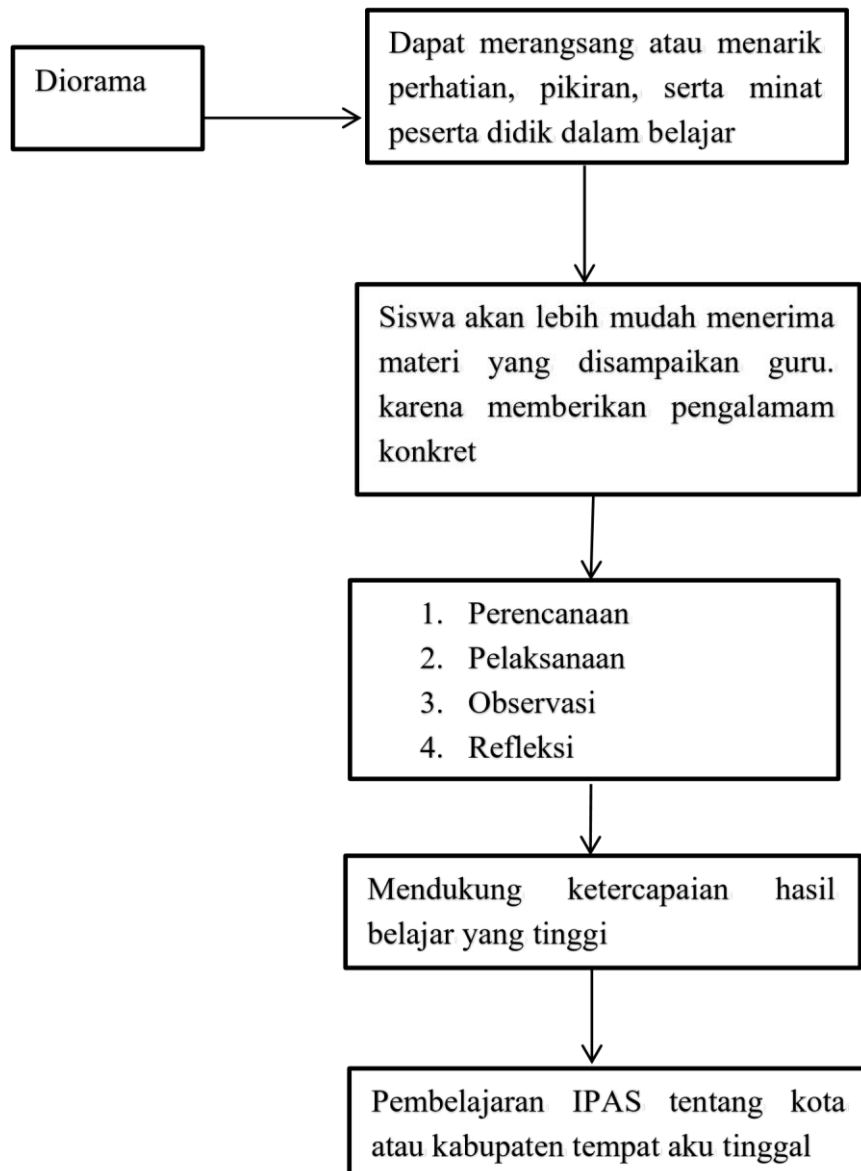 Diorama
Dapat merangsang atau menarik
perhatian, pikiran, serta minat
peserta didik dalam belajar
Siswa akan lebih mudah menerima
materi yang disampaikan guru.
karena memberikan pengalamam
konkret
1. Perencanaan
2. Pelaksanaan
3. Observasi
4. Refleksi
Mendukung ketercapaian hasil
belajar yang tinggi
Pembelajaran IPAS tentang kota
atau kabupaten tempat aku tinggal